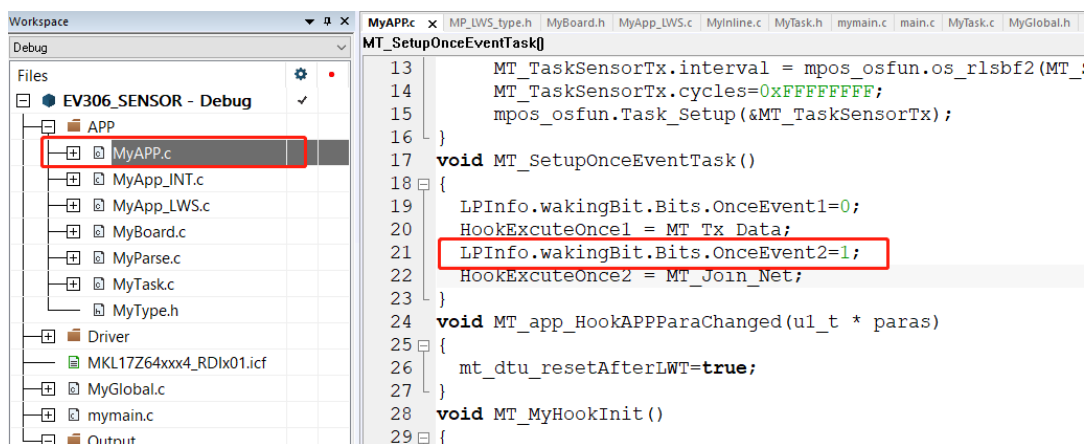 Workspace
Debug
Files
EV306_SENSOR - Debug
APP
MyAPP.c
MyApp_INT.c
MyApp_LWS.c
MyBoard.c
MyParse.c
MyTask.c
MyType.h
Driver
MKL17Z64xxx4_RDIx01.icf
MyGlobal.c
mymain.c
Output
MyAPP.c x MP_LWS_type.h MyBoard.h MyApp_LWS.c MyInline.c MyTask.h mymain.c main.c MyTask.c MyGlobal.h
MT_SetupOnceEventTask()
13 MT_TaskSensorTx.interval = mpos_osfun.os_rlsbf2(MT_
14 MT_TaskSensorTx.cycles=0xFFFFFFFF;
15 mpos_osfun.Task_Setup(&MT_TaskSensorTx);
16 }
17 void MT_SetupOnceEventTask()
18 {
19 LPInfo.wakingBit.Bits.OnceEvent1=0;
20 HookExcuteOnce1 = MT_Tx_Data;
21 LPInfo.wakingBit.Bits.OnceEvent2=1;
22 HookExcuteOnce2 = MT_Join_Net;
23 }
24 void MT_app_HookAPPParaChanged(u1_t * paras)
25 {
26 mt_dtu_resetAfterLWT=true;
27 }
28 void MT_MyHookInit()
29 {